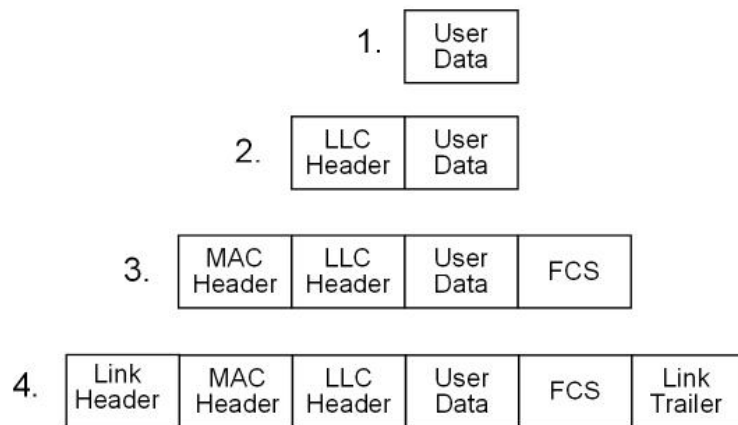 1. User Data
2. LLC Header User Data
3. MAC Header LLC Header User Data FCS
4. Link Header MAC Header LLC Header User Data FCS Link Trailer